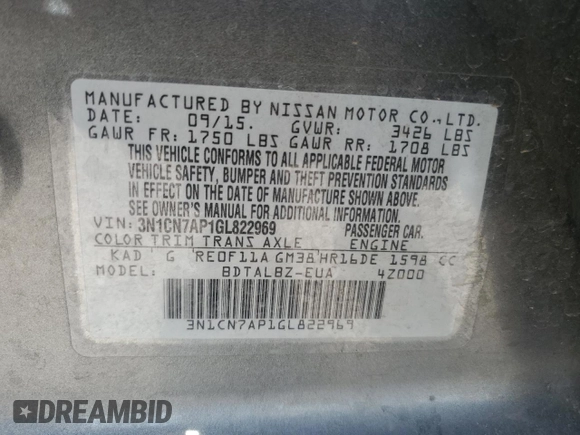 MANUFACTURED BY NISSAN MOTOR CO.,LTD.
DATE: 09/15. GVWR: 3426 LBS
GAWR FR: 1750 LBS GAWR RR: 1708 LBS
THIS VEHICLE CONFORMS TO ALL APPLICABLE FEDERAL MOTOR
VEHICLE SAFETY, BUMPER AND THEFT PREVENTION STANDARDS
IN EFFECT ON THE DATE OF MANUFACTURE SHOWN ABOVE.
SEE OWNER'S MANUAL FOR ADDITIONAL INFORMATION.
VIN: 3N1CN7AP1GL822969 PASSENGER CAR.
COLOR TRIM TRANS AXLE ENGINE
KAD G RE0F11A GM38 HR16DE 1598 CC
MODEL: BDTALBZ-EUA 4Z000
3N1CN7AP1GL822969
DREAMBID